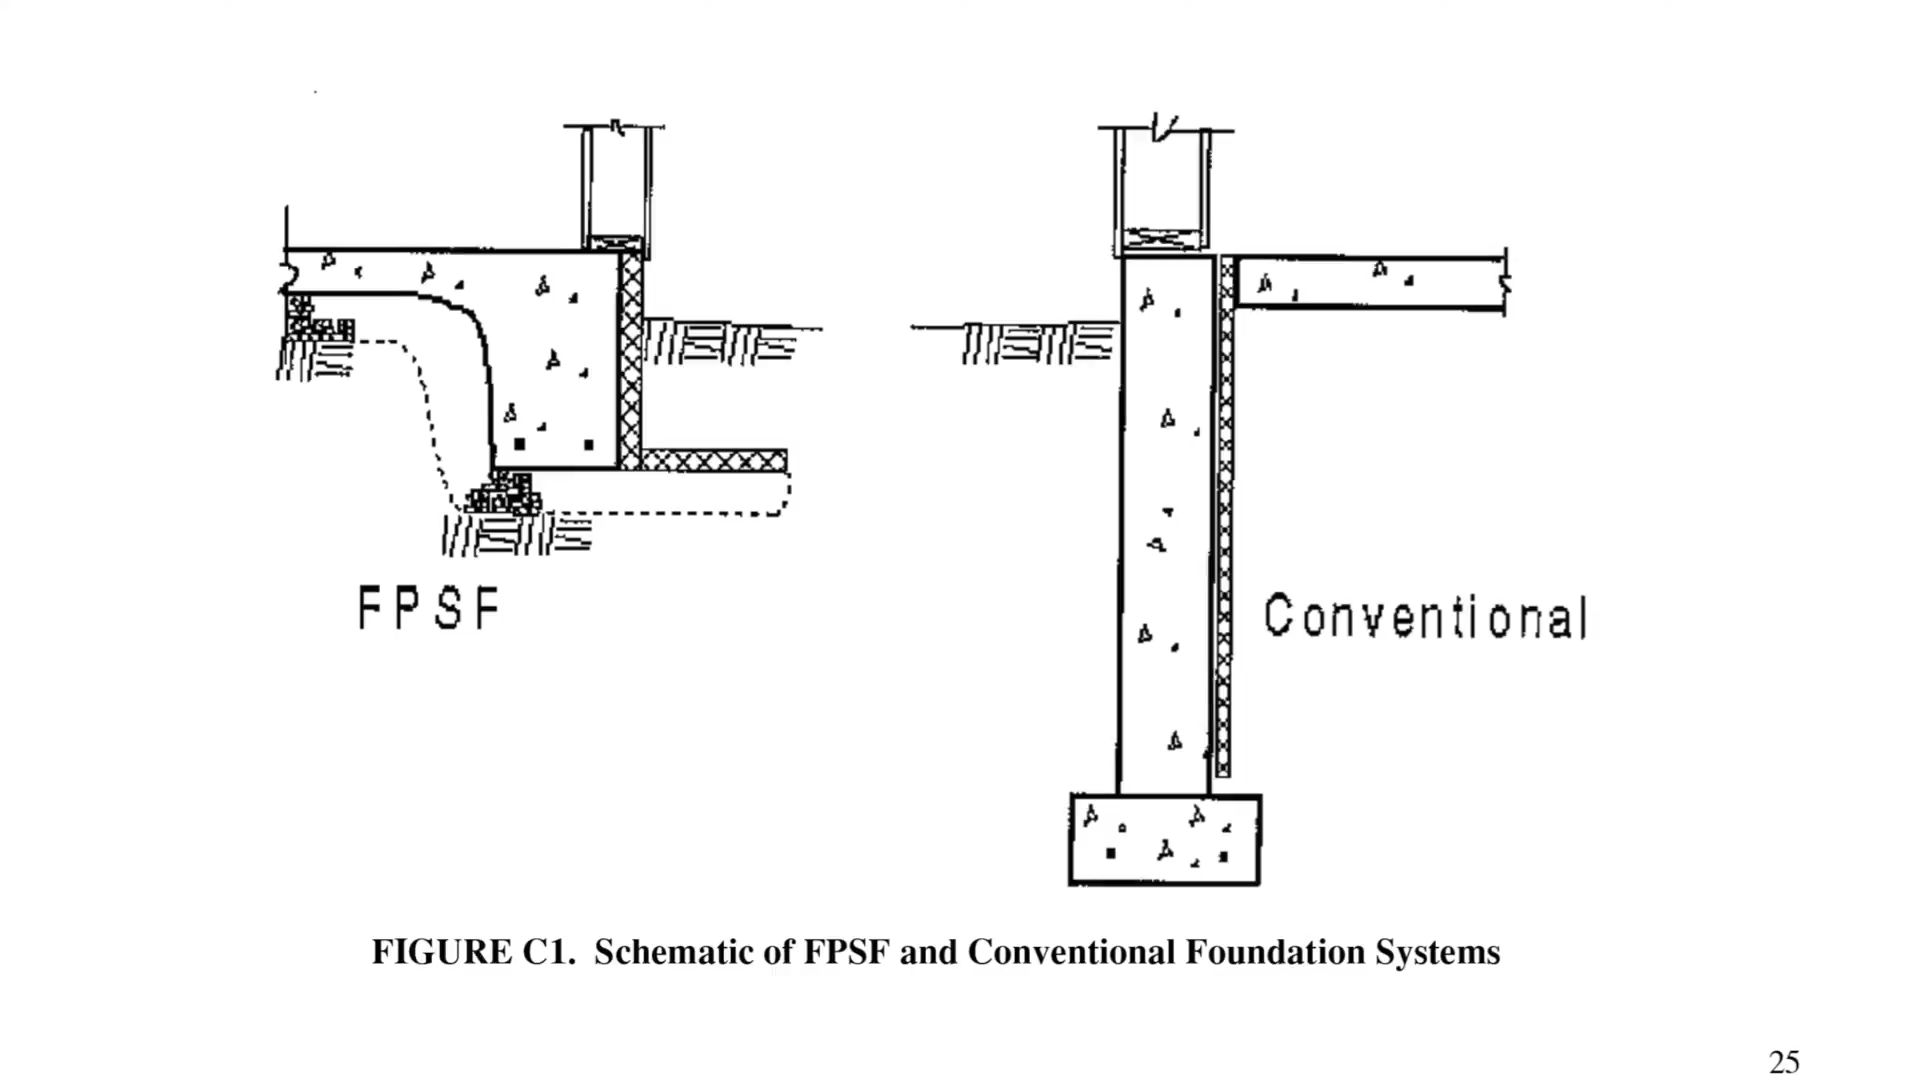 FPSF
Conventional
FIGURE C1. Schematic of FPSF and Conventional Foundation Systems
25